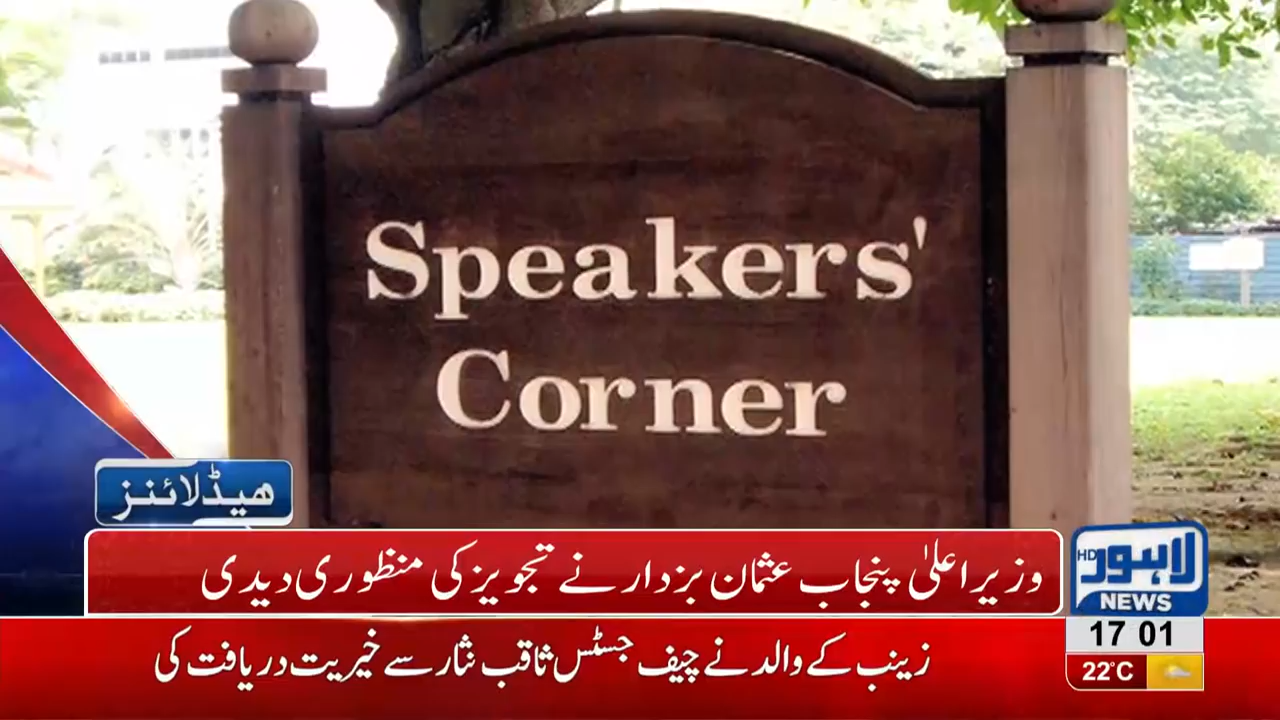 Speakers'
Corner
ھیڈلائنز
وزیراعلیٰ پنجاب عثمان بزدار نے تجویز کی منظوری دیدی
HD لاہور
NEWS
زینب کے والد نے چیف جسٹس ثاقب نثار سے خیریت دریافت کی
17 01
22°C